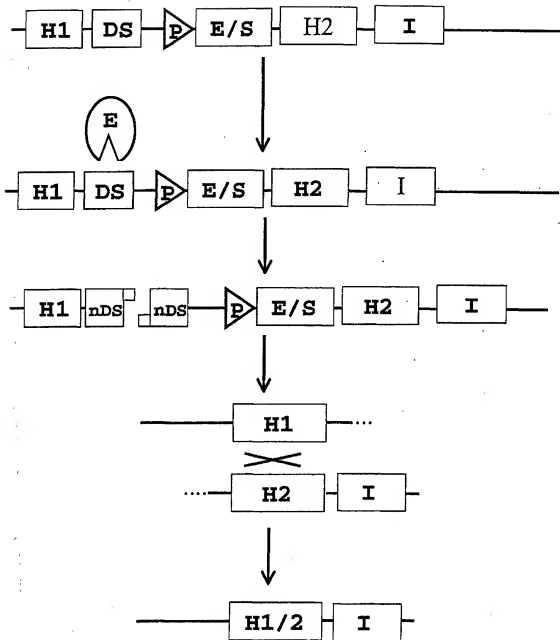 H1 DS P E/S H2 I
E
H1 DS P E/S H2 I
H1 nDS nDS P E/S H2 I
H1 ....
.... H2 I
H1/2 I